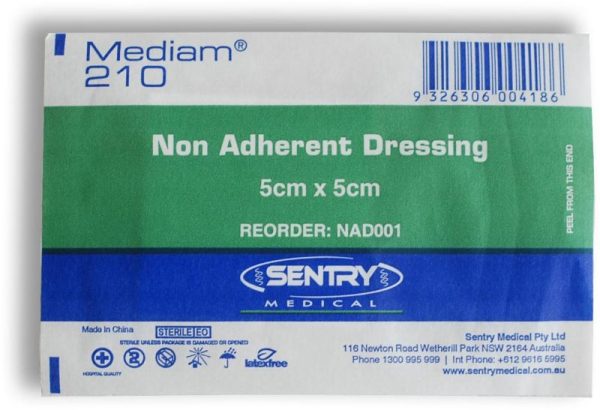 Mediam®
210
9 326306 004186
Non Adherent Dressing
5cm x 5cm
REORDER: NAD001
PEEL FROM THIS END
SENTRY
MEDICAL
Made In China
STERILE EO
STERILE UNLESS PACKAGE IS DAMAGED OR OPENED
2
latexfree
HOSPITAL QUALITY
Sentry Medical Pty Ltd
116 Newton Road Wetherill Park NSW 2164 Australia
Phone 1300 995 999 | Int Phone: +612 9616 5995
www.sentrymedical.com.au